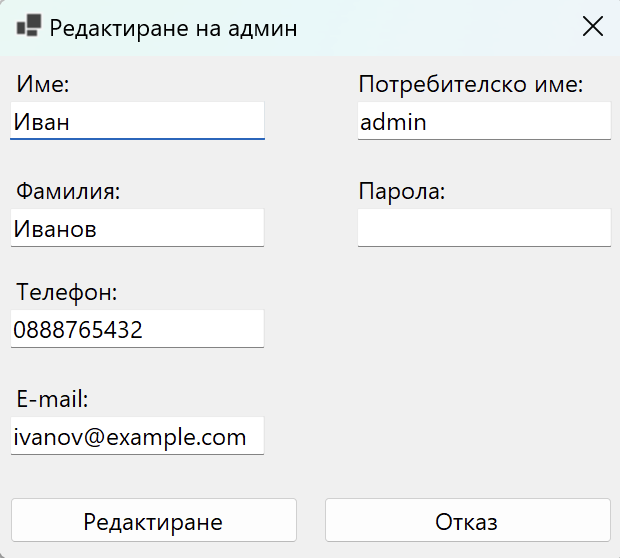 Редактиране на админ
Име:
Иван
Потребителско име:
admin
Фамилия:
Иванов
Парола:
Телефон:
0888765432
E-mail:
ivanov@example.com
Редактиране
Отказ